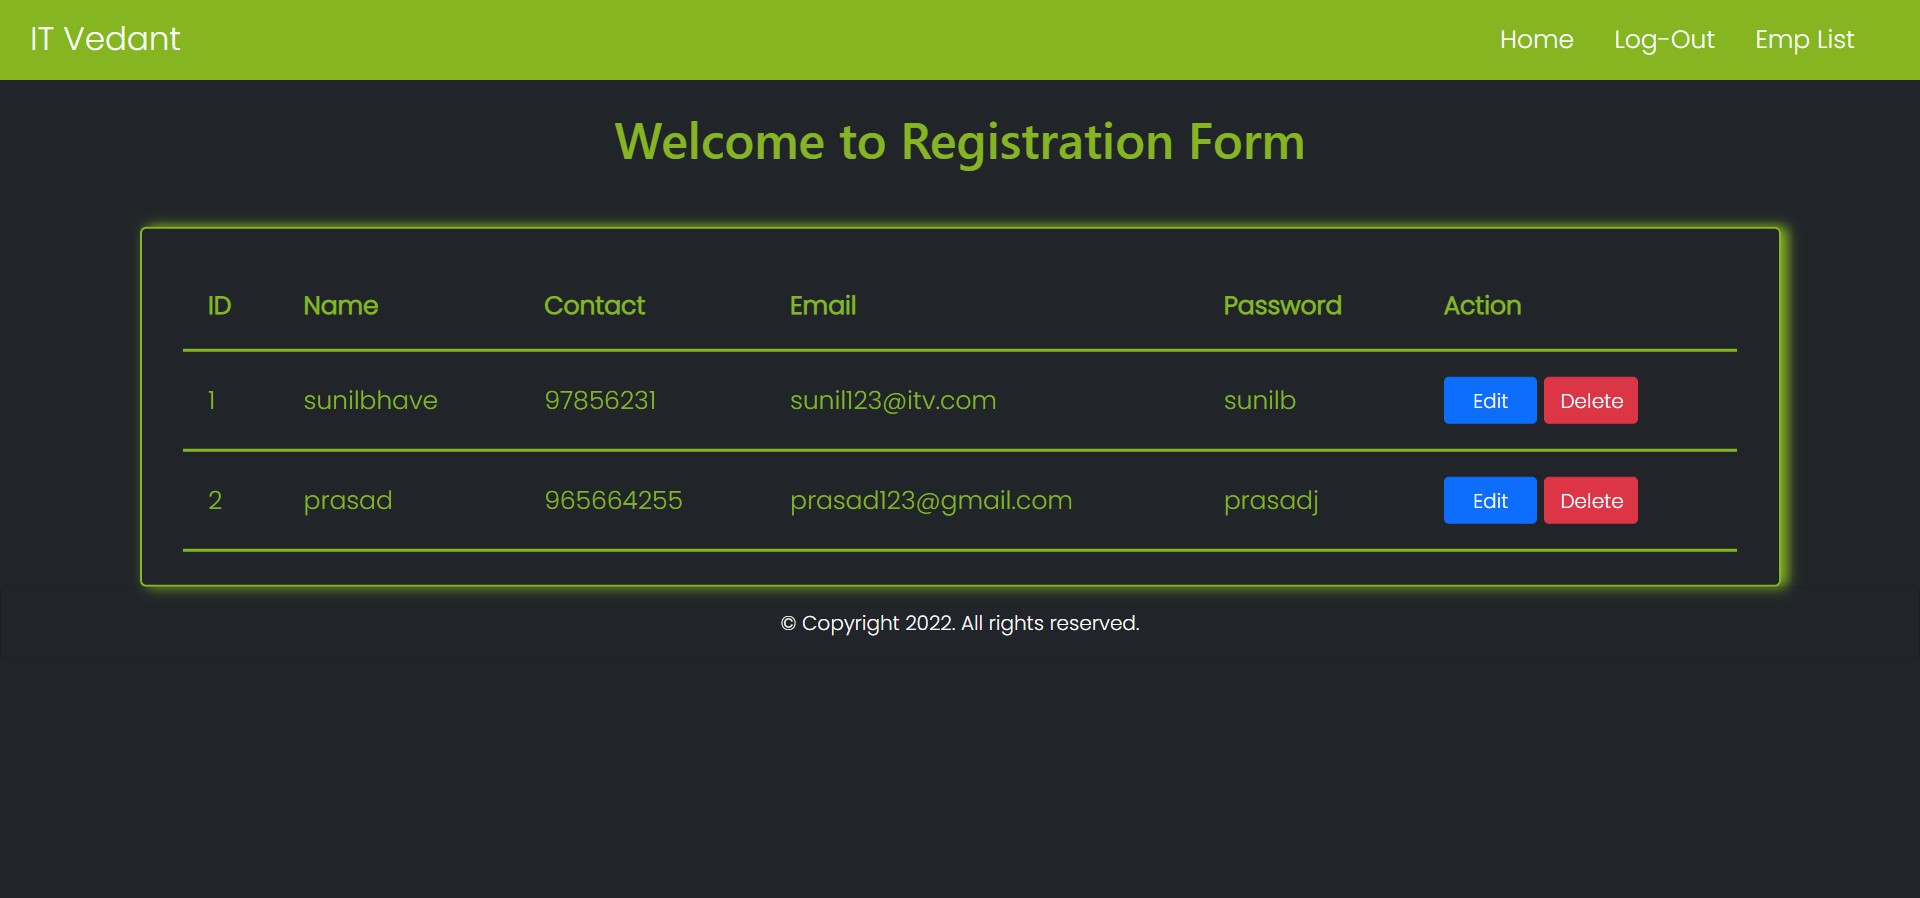 IT Vedant Home Log-Out Emp List
Welcome to Registration Form
ID Name Contact Email Password Action
1 sunilbhave 97856231 sunil123@itv.com sunilb Edit Delete
2 prasad 965664255 prasad123@gmail.com prasadj Edit Delete
© Copyright 2022. All rights reserved.